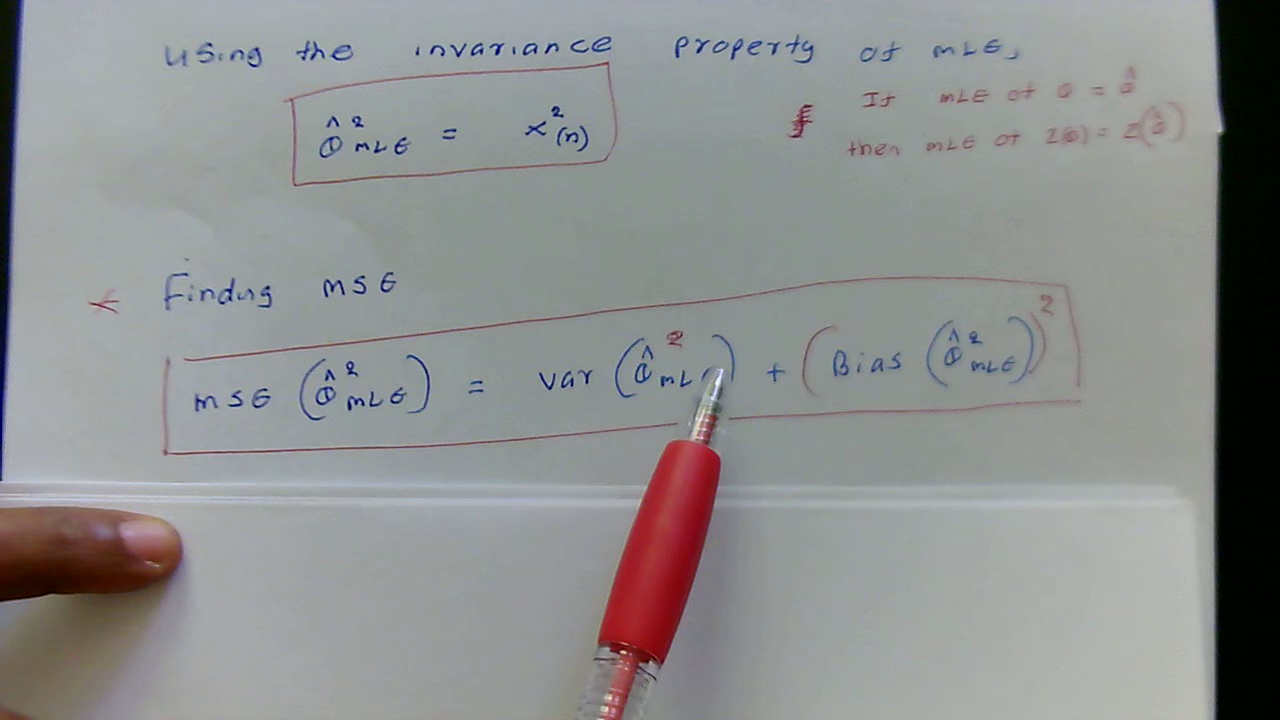 Using the invariance property of MLE,
If MLE of θ = θ̂
θ̂²MLE = X²(n)
then MLE of Z(θ) = Z(θ̂)
Finding MSE
MSE (θ̂²MLE) = Var (θ̂²ML) + (Bias (θ̂²MLE))²